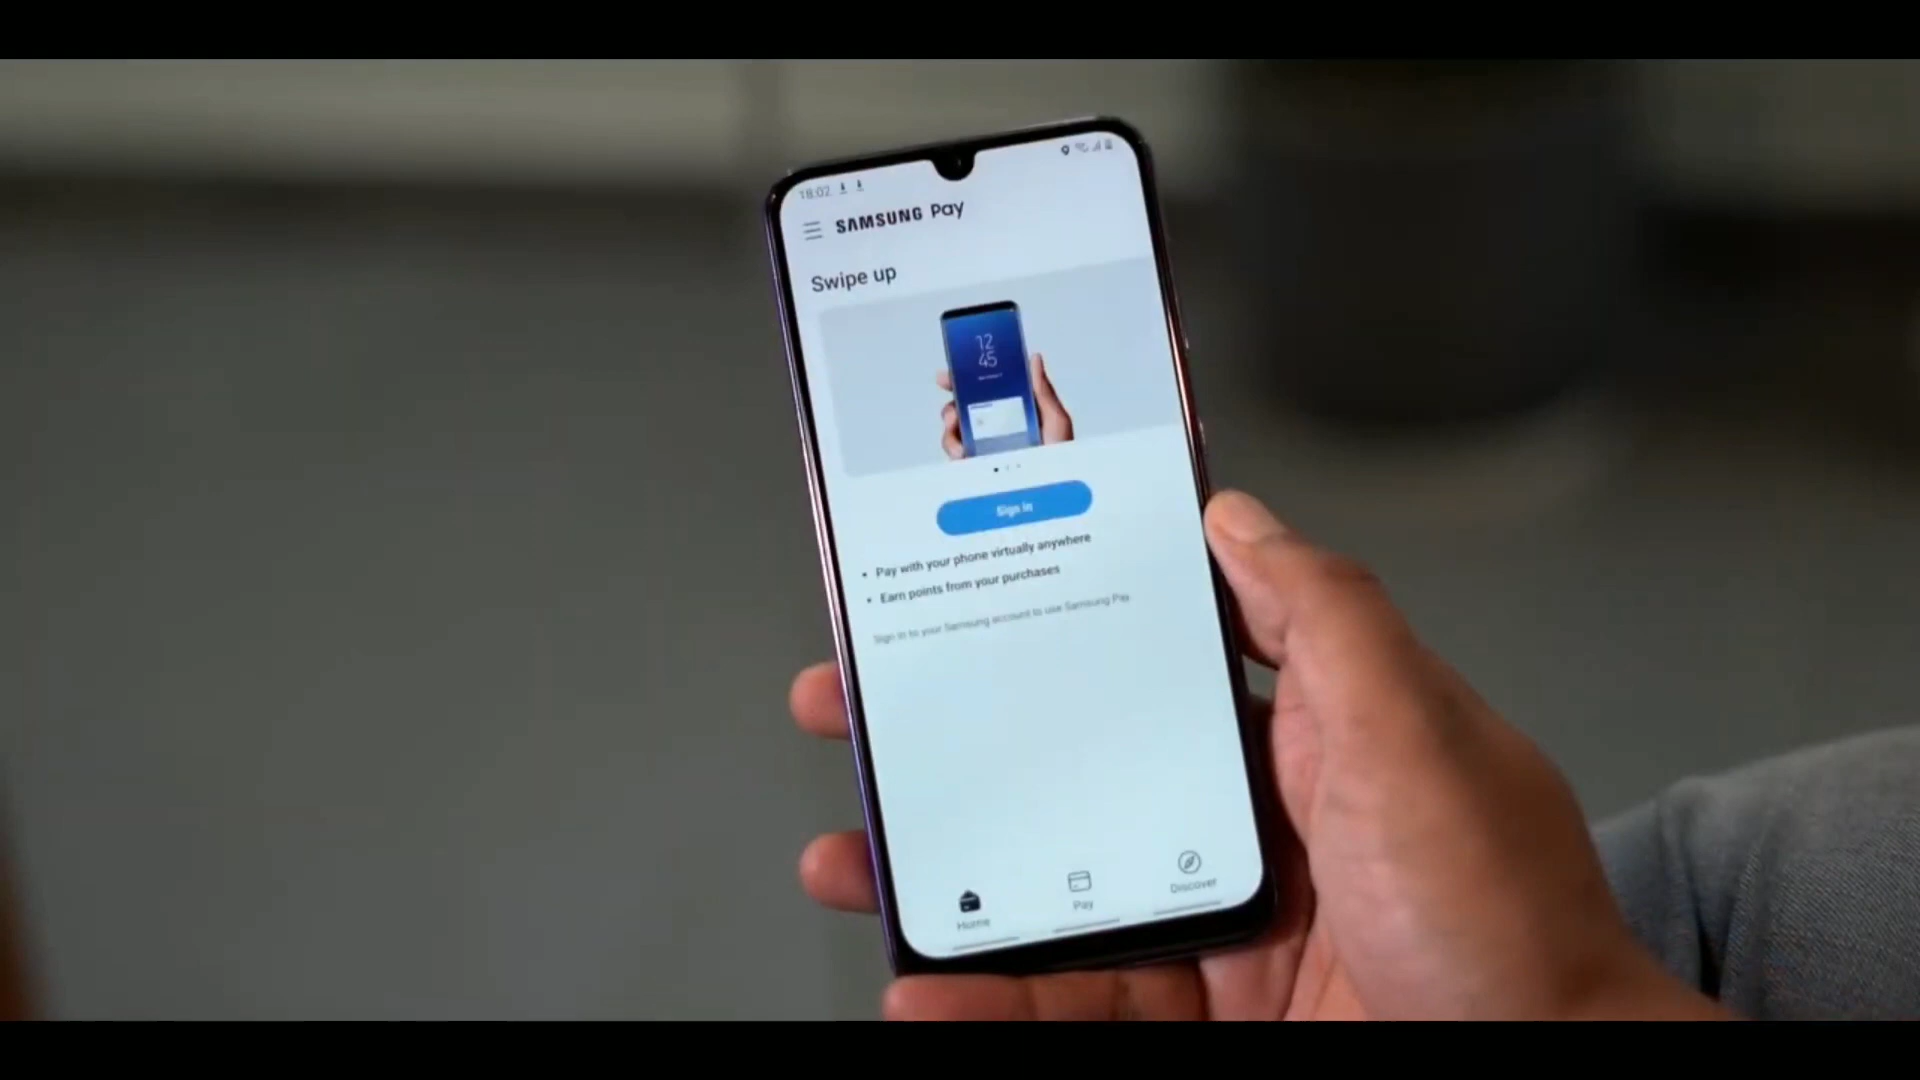 18:02
SAMSUNG Pay
Swipe up
12
45
Sign in
• Pay with your phone virtually anywhere
• Earn points from your purchases
Sign in to your Samsung account to use Samsung Pay
Home
Pay
Discover